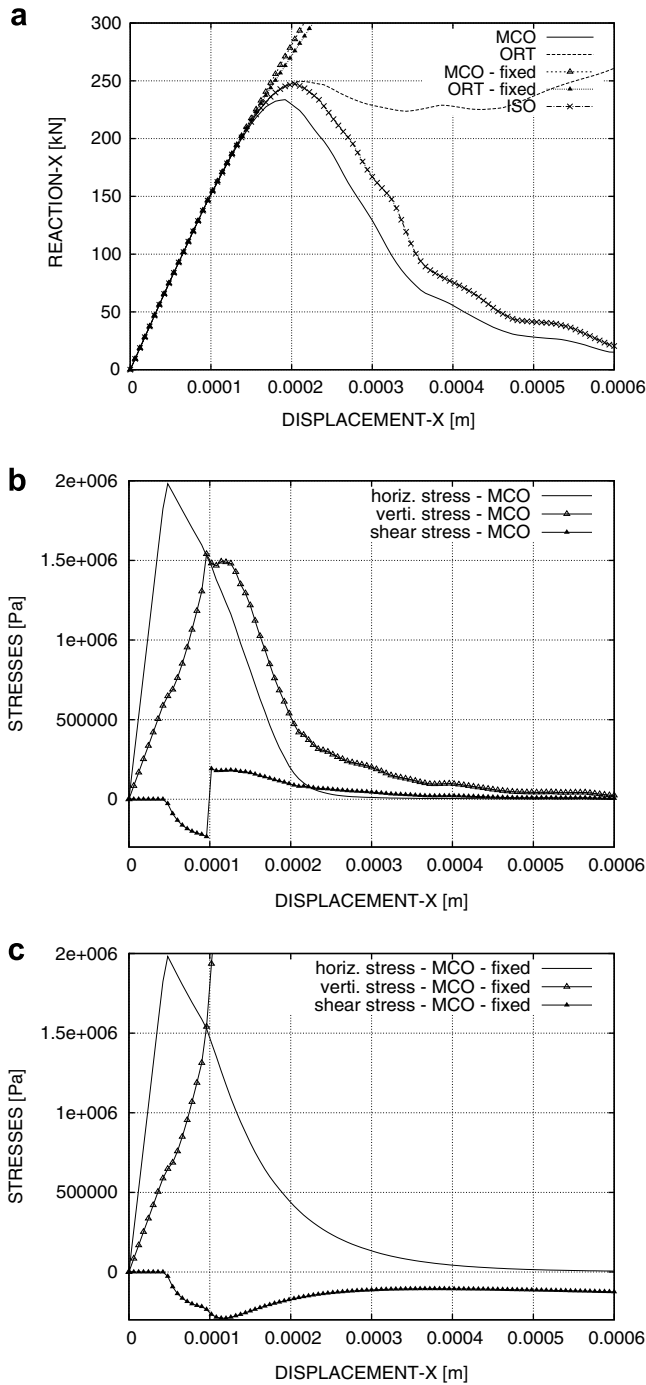 a
300
250
200
150
100
50
0
REACTION-X [kN]
MCO
ORT
MCO - fixed
ORT - fixed
ISO
0 0.0001 0.0002 0.0003 0.0004 0.0005 0.0006
DISPLACEMENT-X [m]
b
2e+006
1.5e+006
1e+006
500000
0
STRESSES [Pa]
horiz. stress - MCO
verti. stress - MCO
shear stress - MCO
0 0.0001 0.0002 0.0003 0.0004 0.0005 0.0006
DISPLACEMENT-X [m]
c
2e+006
1.5e+006
1e+006
500000
0
STRESSES [Pa]
horiz. stress - MCO - fixed
verti. stress - MCO - fixed
shear stress - MCO - fixed
0 0.0001 0.0002 0.0003 0.0004 0.0005 0.0006
DISPLACEMENT-X [m]